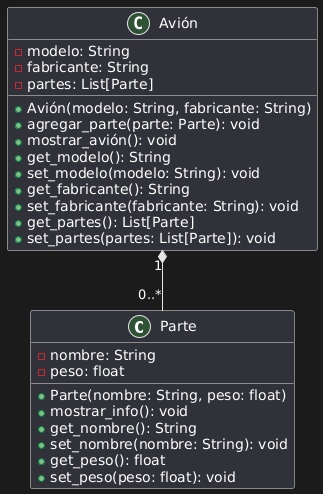 C Avión
modelo: String
fabricante: String
partes: List[Parte]
Avión(modelo: String, fabricante: String)
agregar_parte(parte: Parte): void
mostrar_avión(): void
get_modelo(): String
set_modelo(modelo: String): void
get_fabricante(): String
set_fabricante(fabricante: String): void
get_partes(): List[Parte]
set_partes(partes: List[Parte]): void
1
0..*
C Parte
nombre: String
peso: float
Parte(nombre: String, peso: float)
mostrar_info(): void
get_nombre(): String
set_nombre(nombre: String): void
get_peso(): float
set_peso(peso: float): void